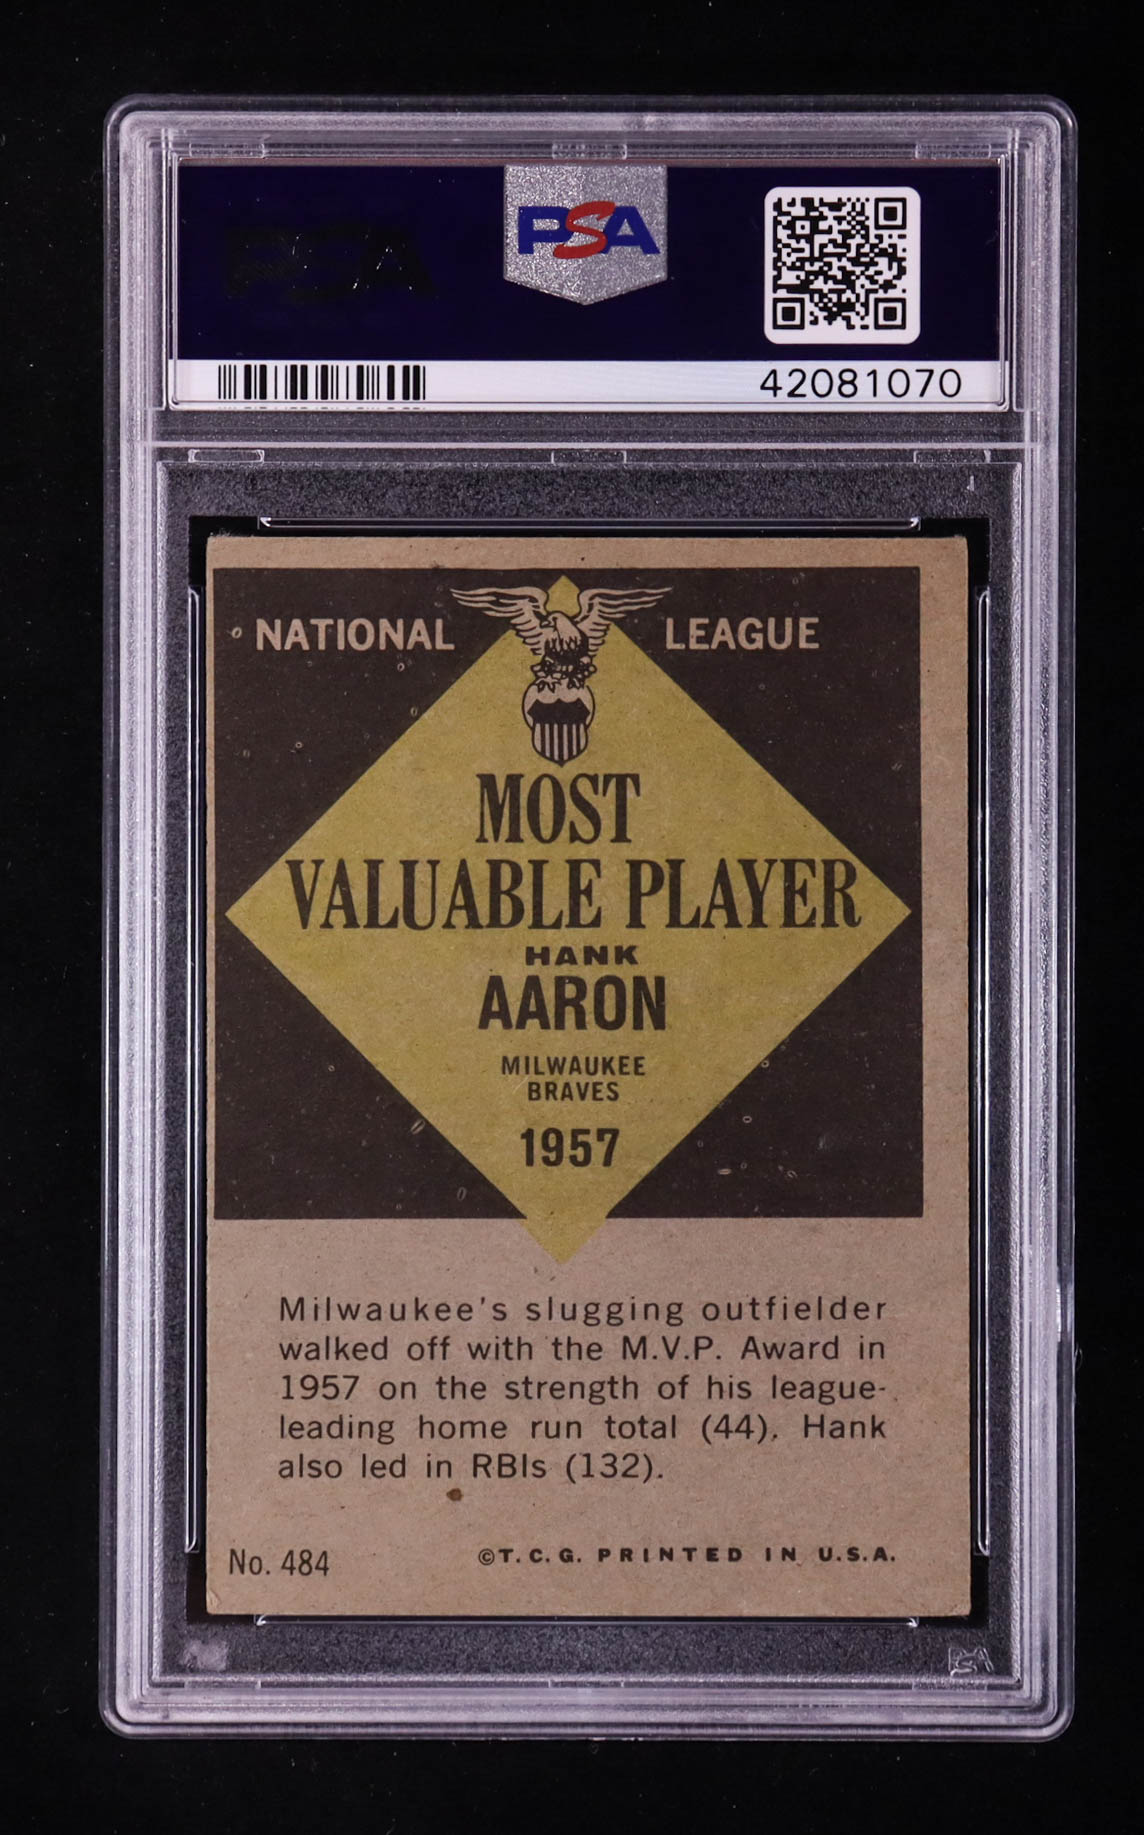 PSA
PSA
42081070
NATIONAL LEAGUE
MOST
VALUABLE PLAYER
HANK
AARON
MILWAUKEE
BRAVES
1957
Milwaukee's slugging outfielder
walked off with the M.V.P. Award in
1957 on the strength of his league-
leading home run total (44). Hank
also led in RBIs (132).
No. 484 ©T. C. G. PRINTED IN U.S.A.
PSA